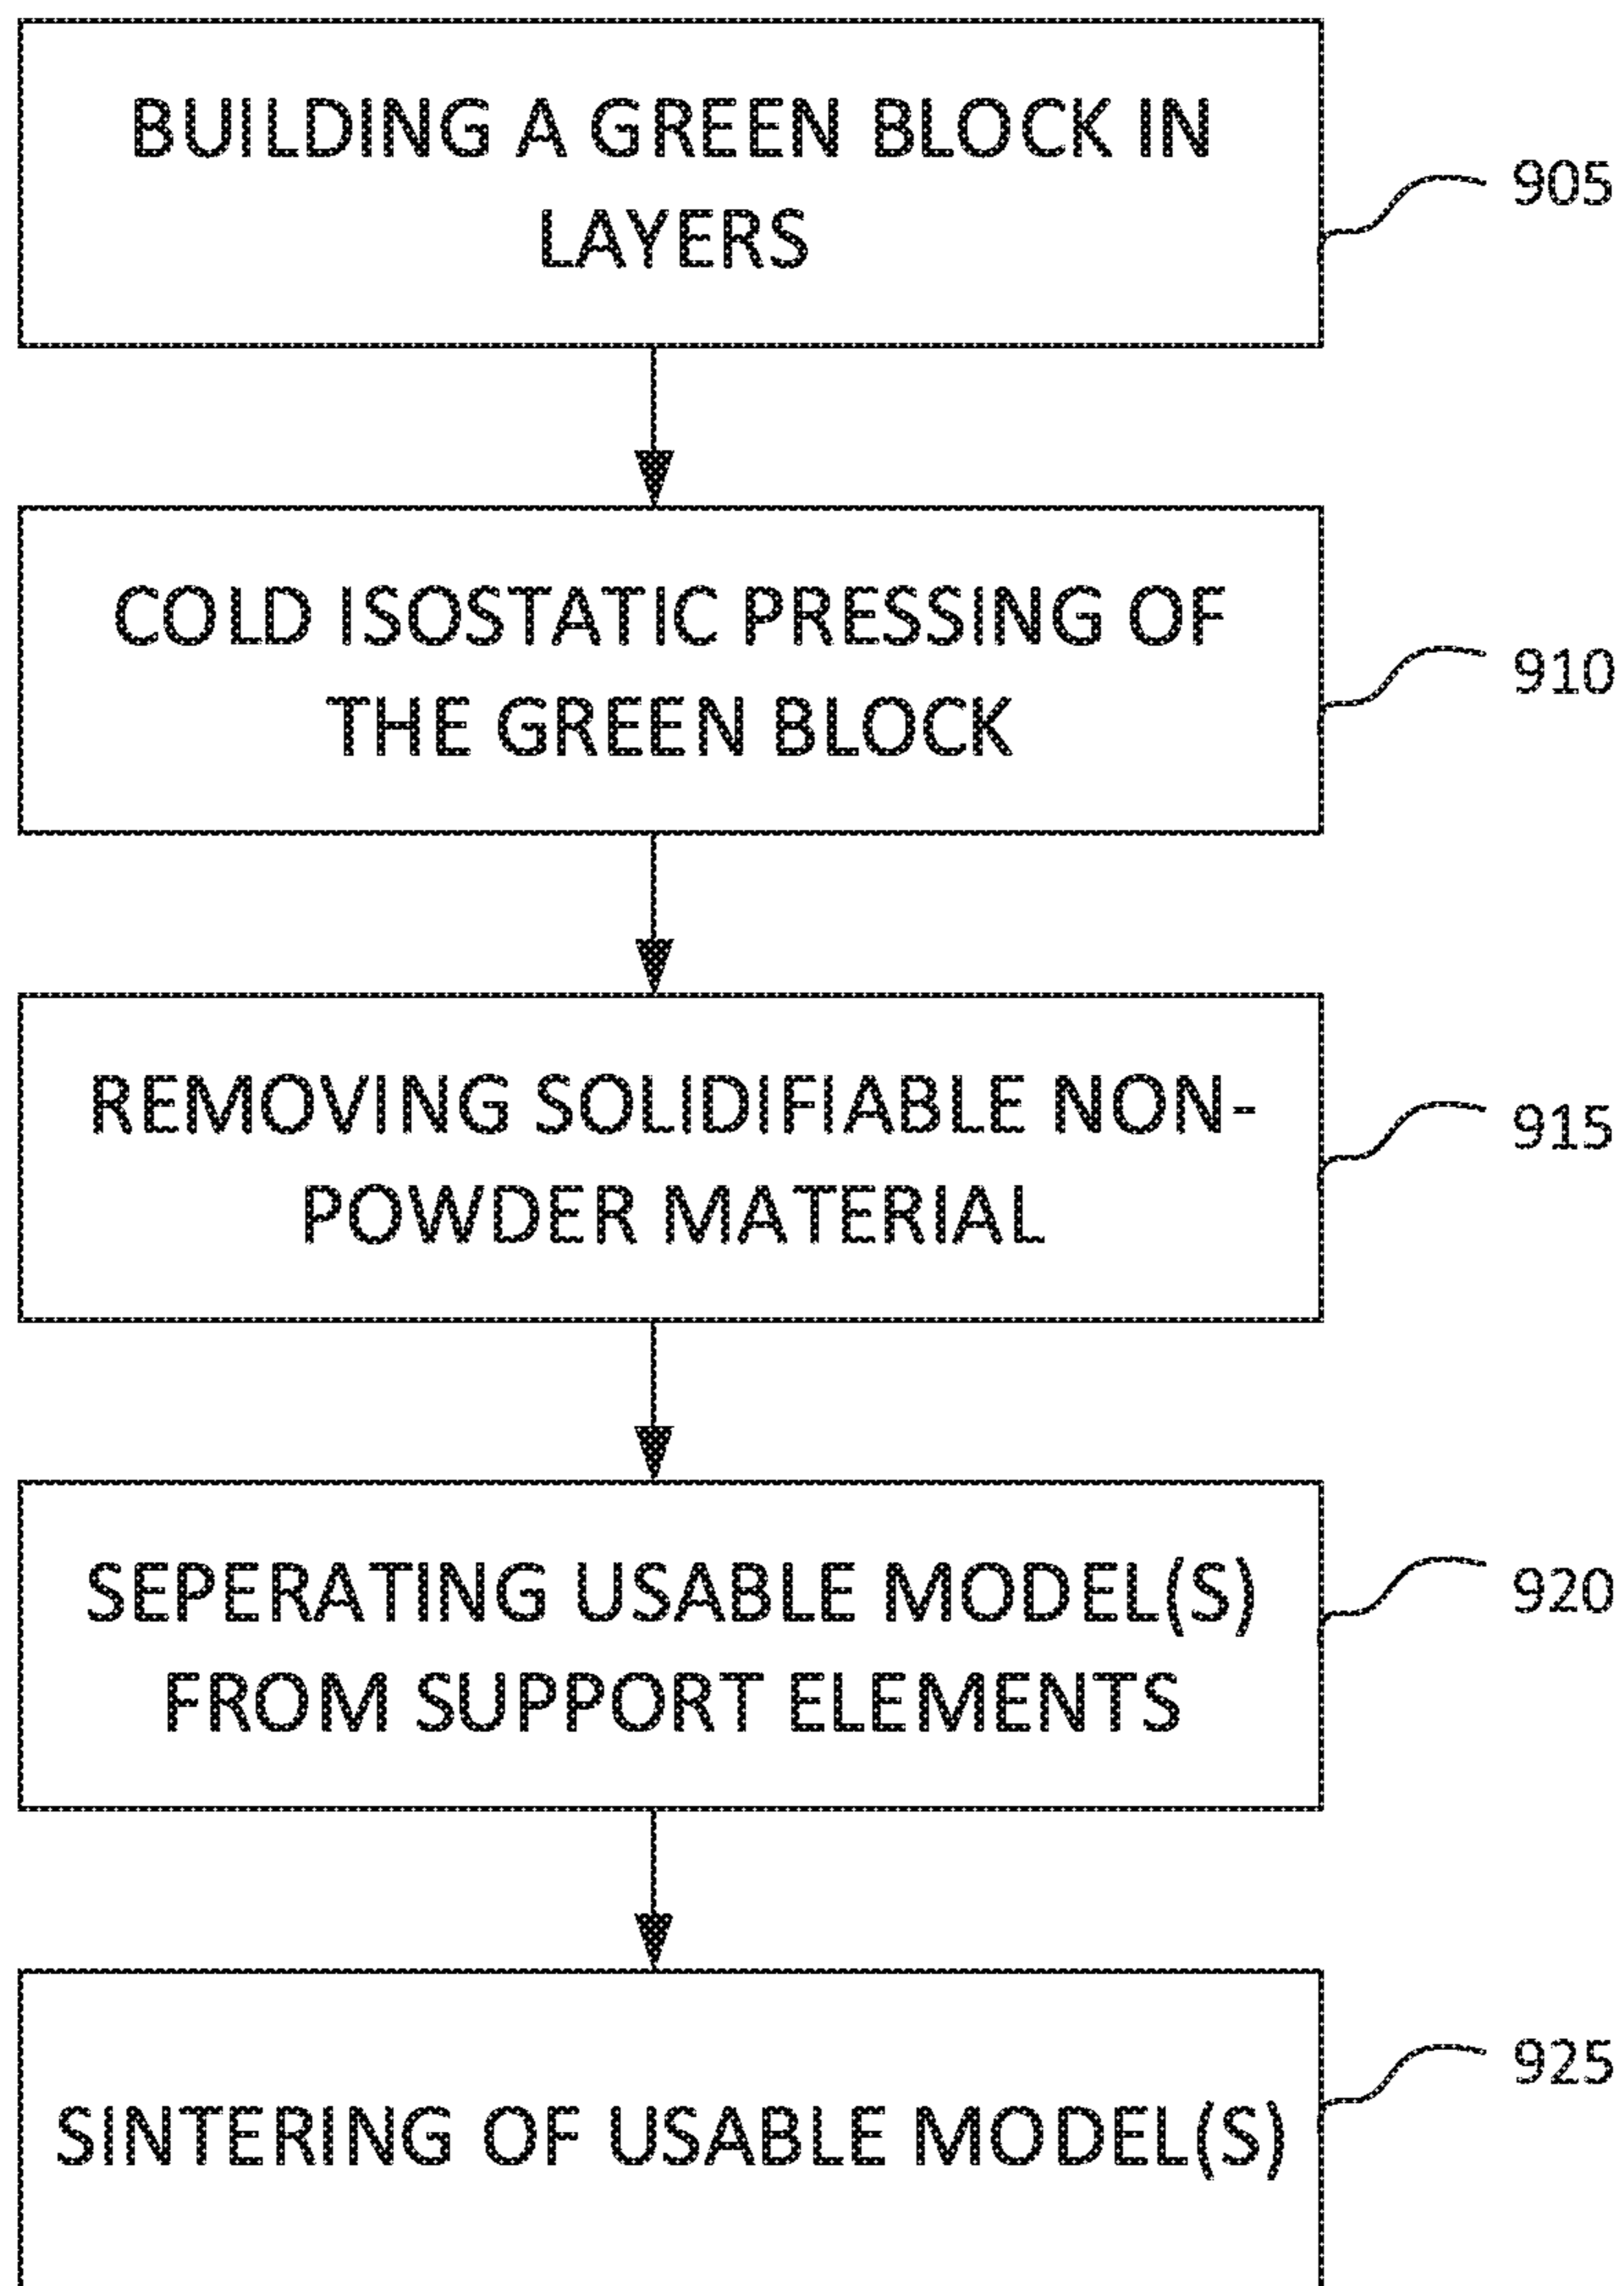 BUILDING A GREEN BLOCK IN
LAYERS
905
COLD ISOSTATIC PRESSING OF
THE GREEN BLOCK
910
REMOVING SOLIDIFIABLE NON-
POWDER MATERIAL
915
SEPERATING USABLE MODEL(S)
FROM SUPPORT ELEMENTS
920
SINTERING OF USABLE MODEL(S)
925